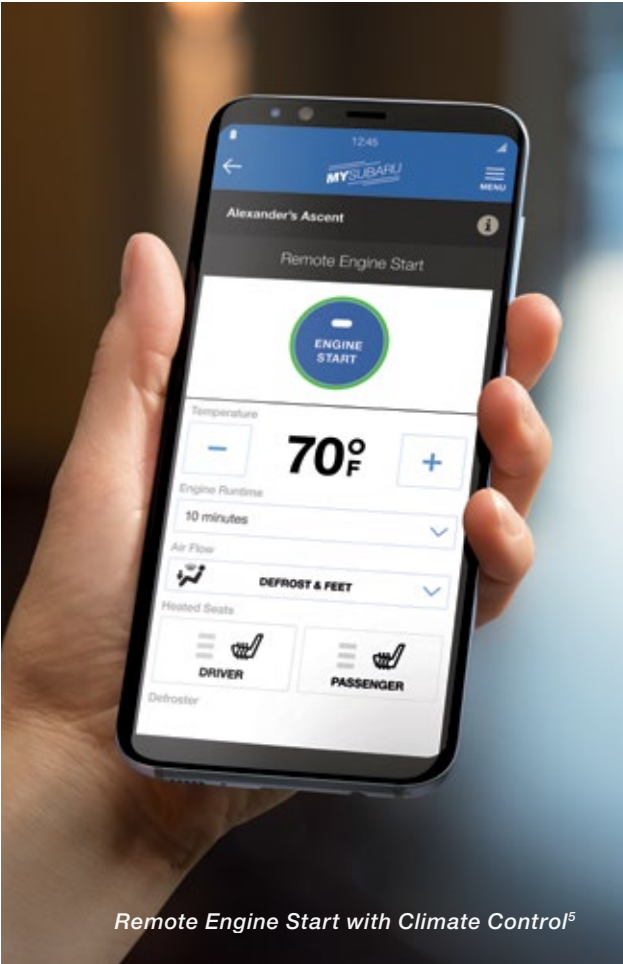 12:45
MYSUBARU
MENU
Alexander's Ascent
i
Remote Engine Start
ENGINE
START
Temperature
− 70°F +
Engine Runtime
10 minutes
Air Flow
DEFROST & FEET
Heated Seats
DRIVER
PASSENGER
Defroster
Remote Engine Start with Climate Control⁵